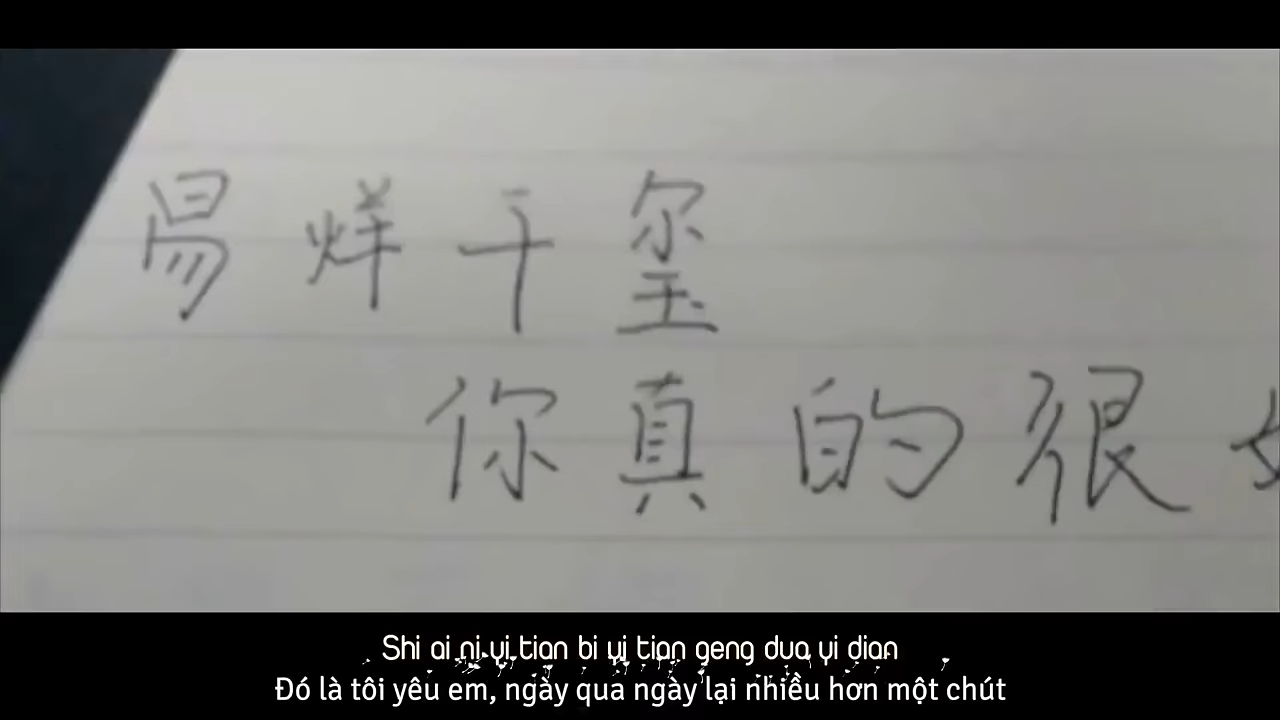 易烊千玺
你真的很
Shi ai ni yi tian bi yi tian geng dua yi dian
Đó là tôi yêu em, ngày qua ngày lại nhiều hơn một chút